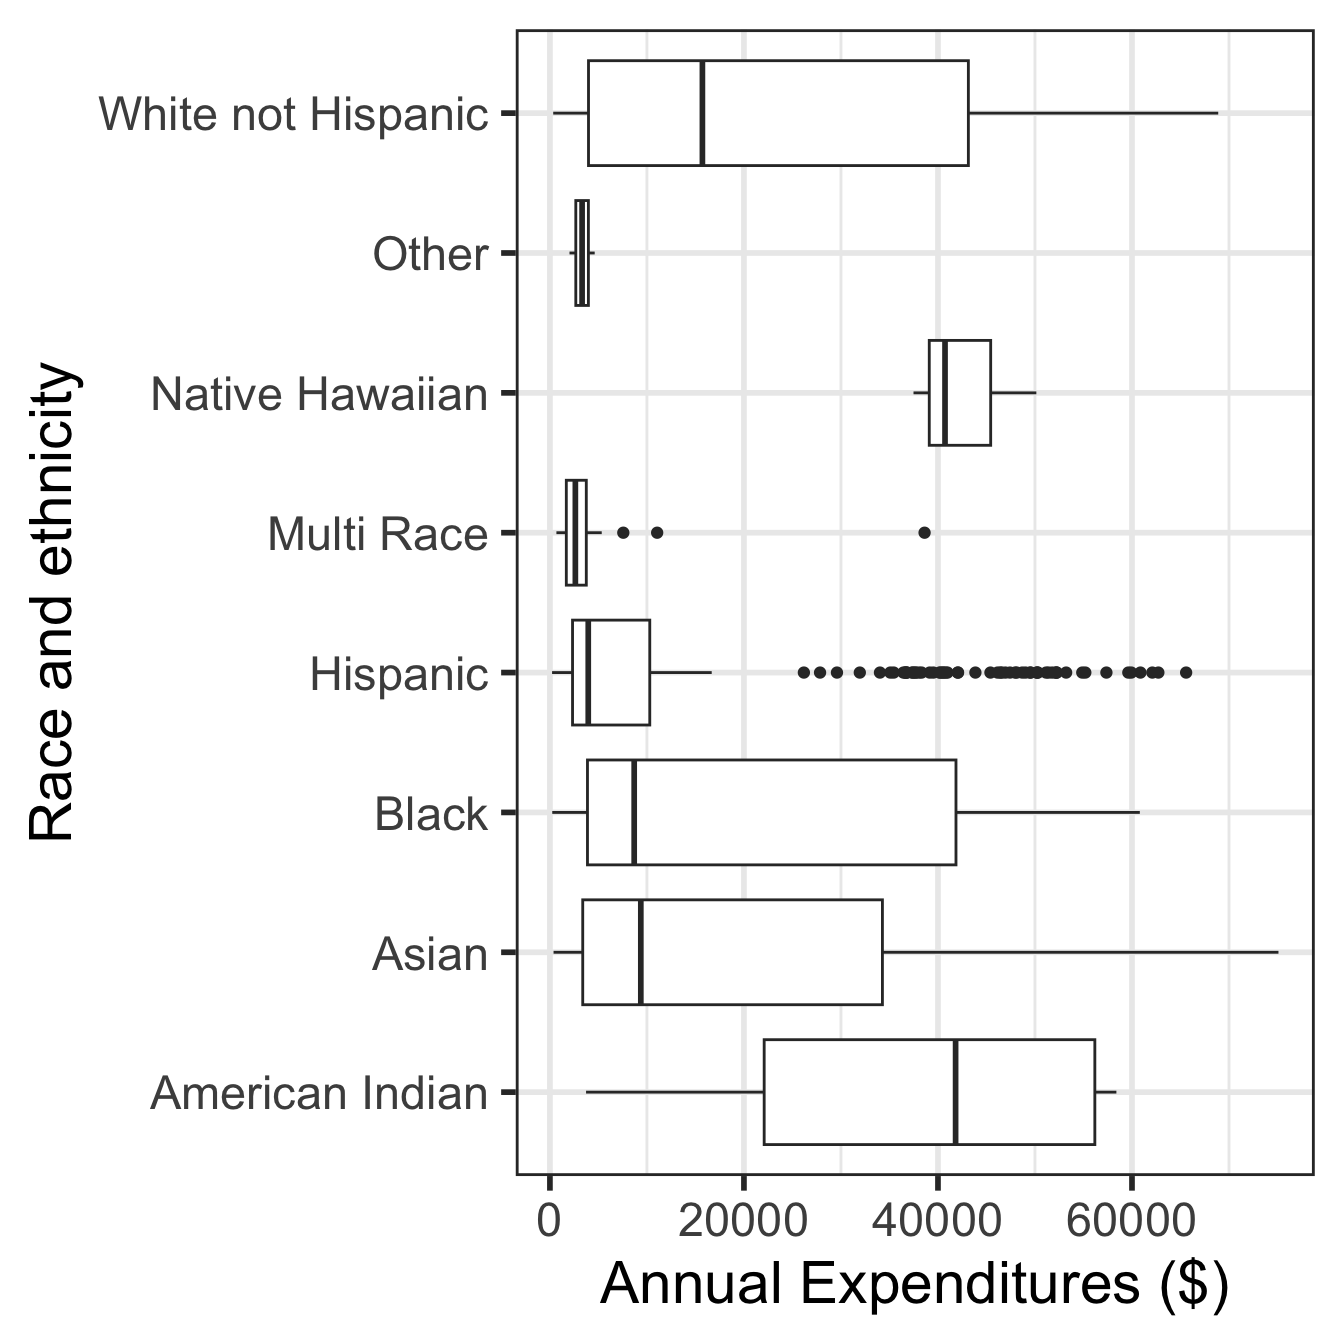 White not Hispanic
Other
Native Hawaiian
Multi Race
Hispanic
Black
Asian
American Indian
Race and ethnicity
0 20000 40000 60000
Annual Expenditures ($)